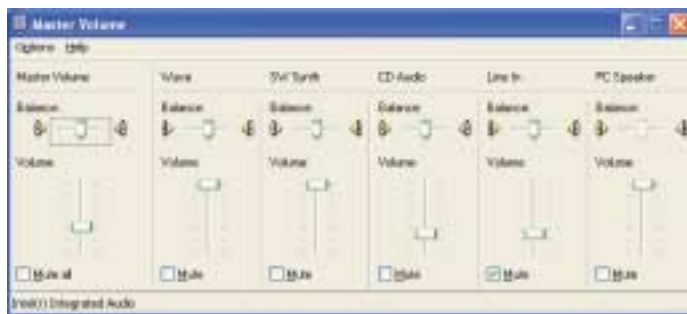 Master Volume
Options Help
Master Volume Wave SW Synth CD Audio Line In PC Speaker
Balance: Balance: Balance: Balance: Balance: Balance:
Volume: Volume: Volume: Volume: Volume: Volume:
Mute all Mute Mute Mute Mute Mute
Intel(r) Integrated Audio